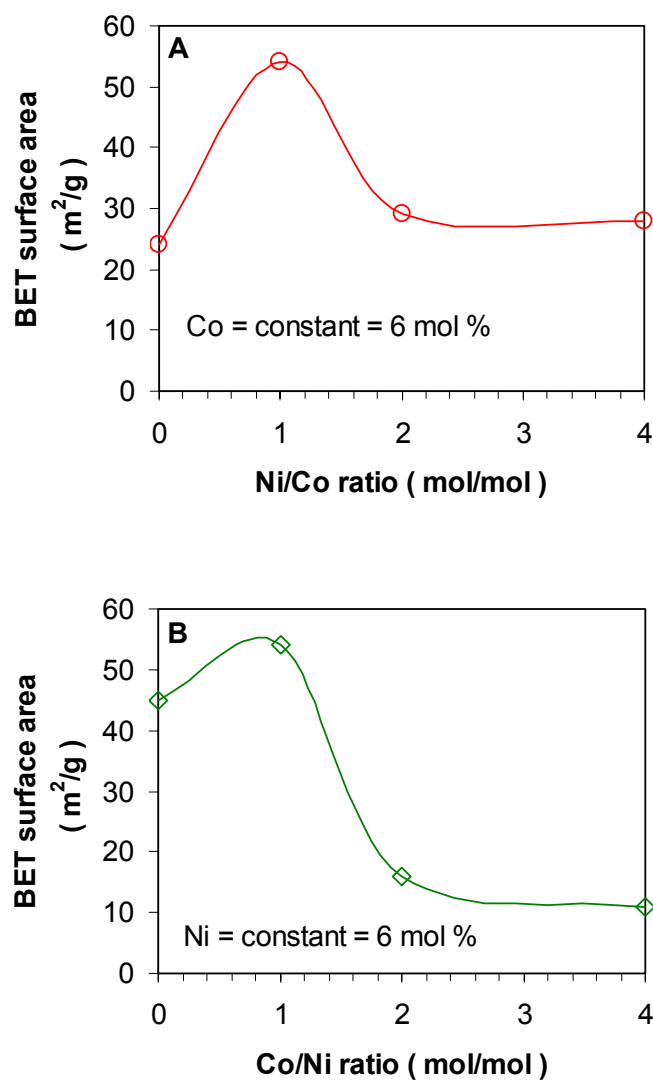 A
BET surface area
( m²/g )
60
50
40
30
20
10
0
Co = constant = 6 mol %
0 1 2 3 4
Ni/Co ratio ( mol/mol )
B
BET surface area
( m²/g )
60
50
40
30
20
10
0
Ni = constant = 6 mol %
0 1 2 3 4
Co/Ni ratio ( mol/mol )